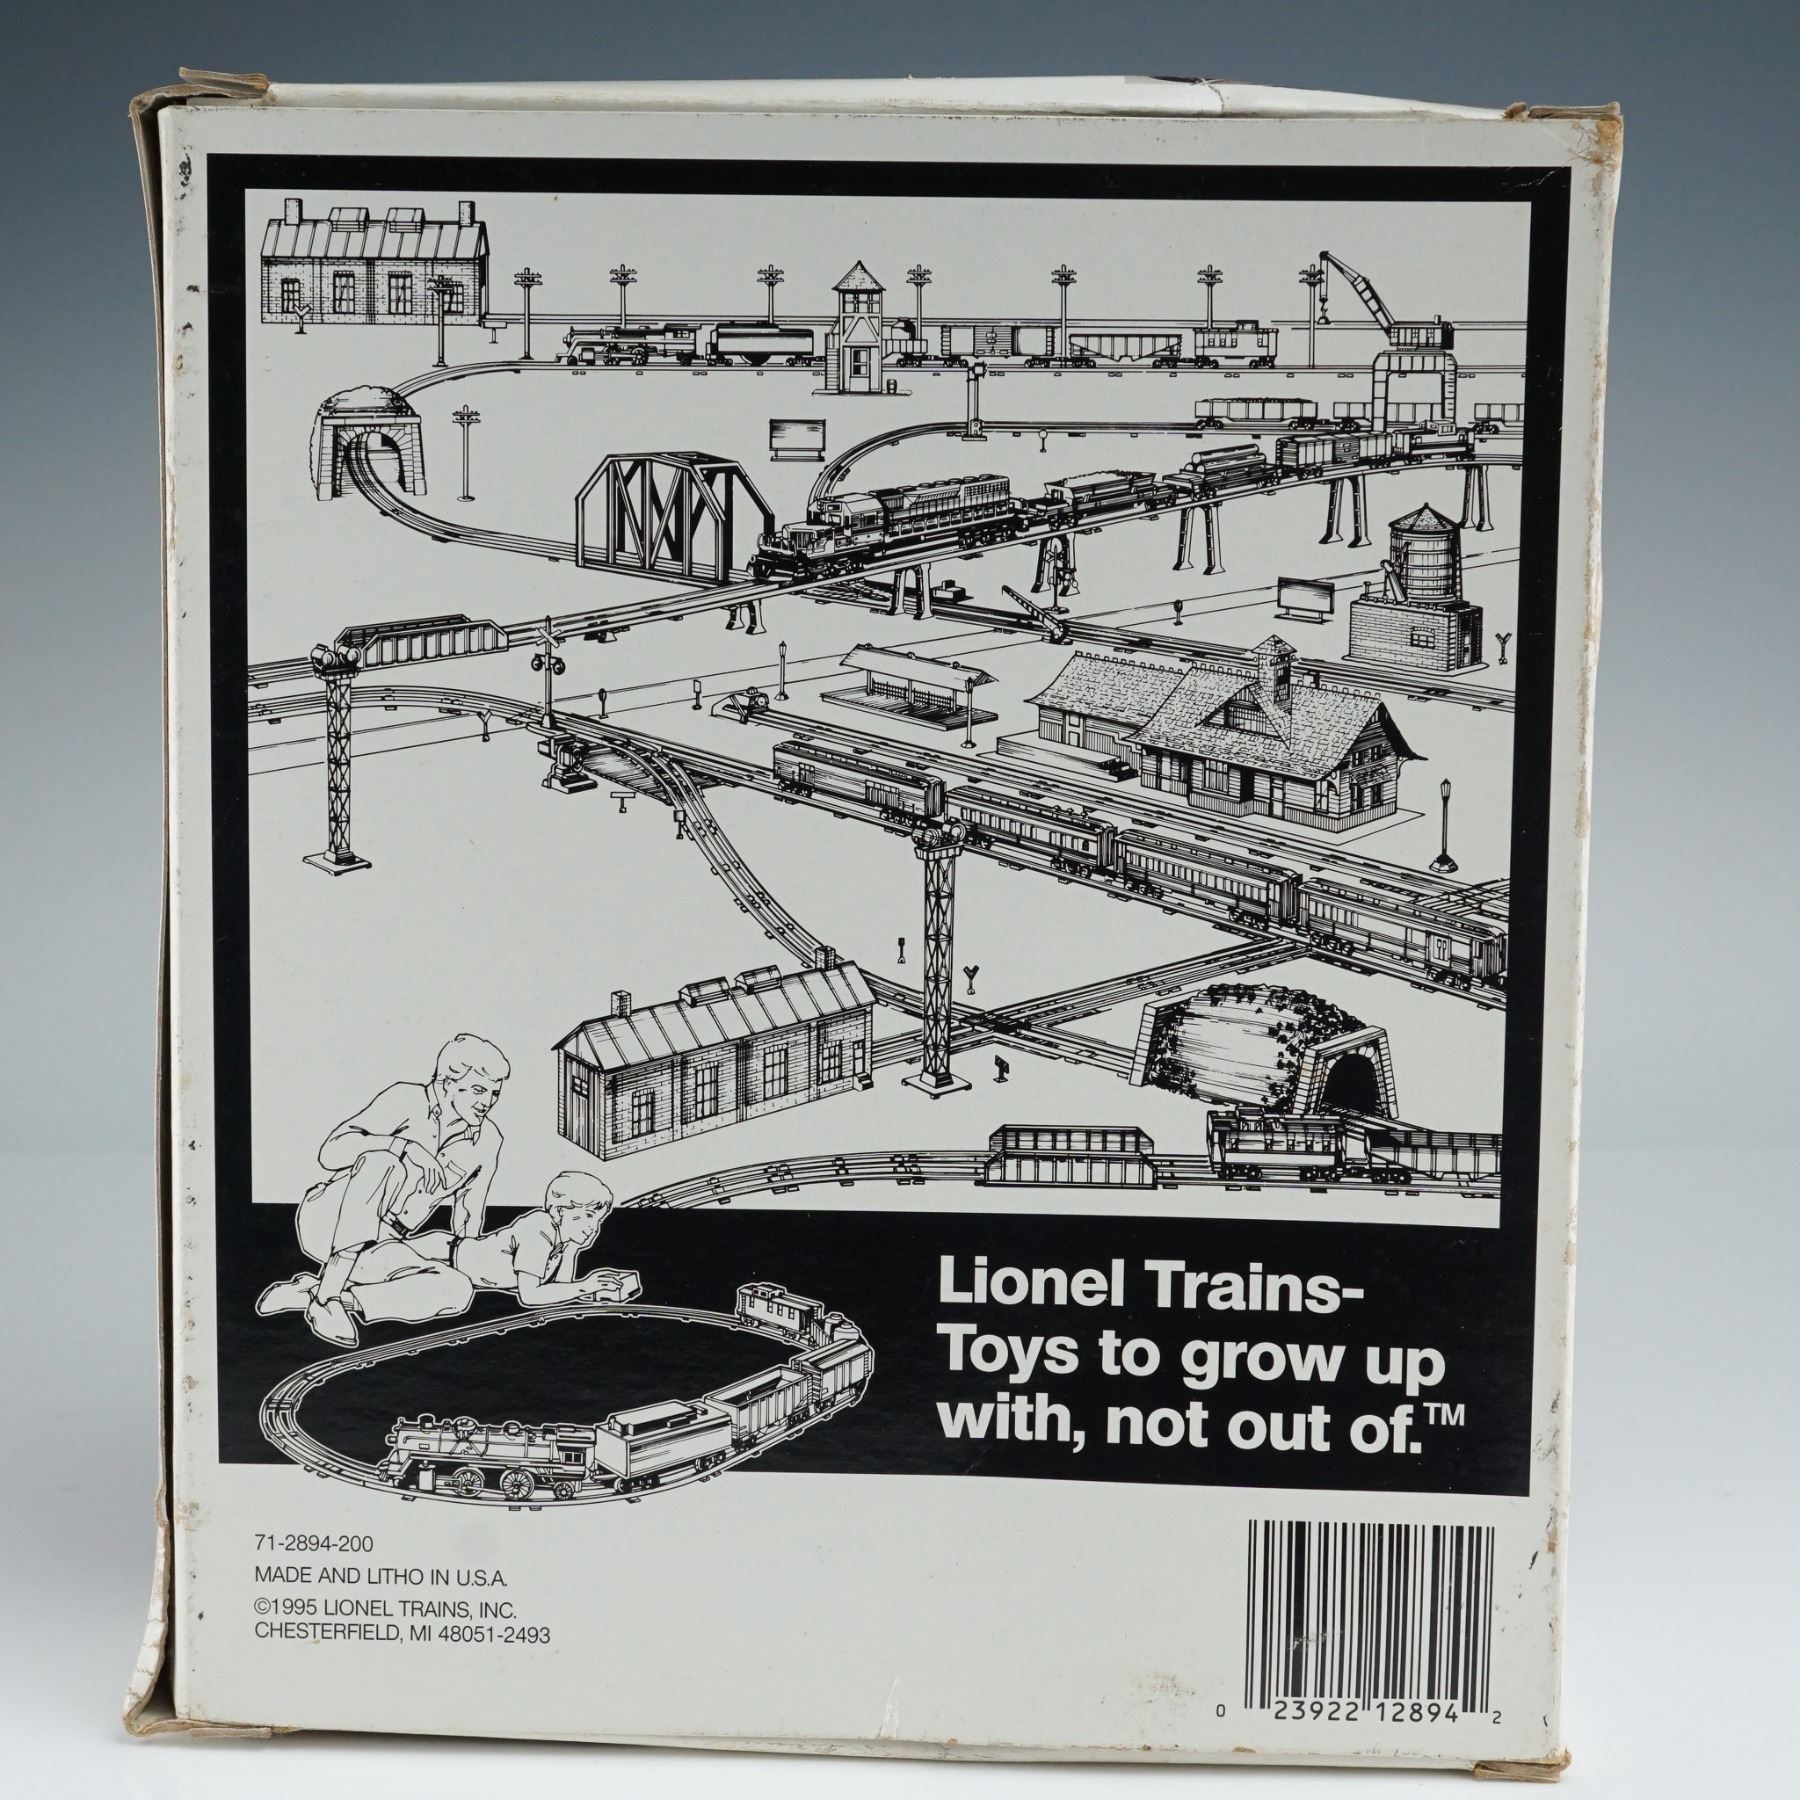 Lionel Trains-
Toys to grow up
with, not out of.™
71-2894-200
MADE AND LITHO IN U.S.A.
©1995 LIONEL TRAINS, INC.
CHESTERFIELD, MI 48051-2493
0 23922 12894 2